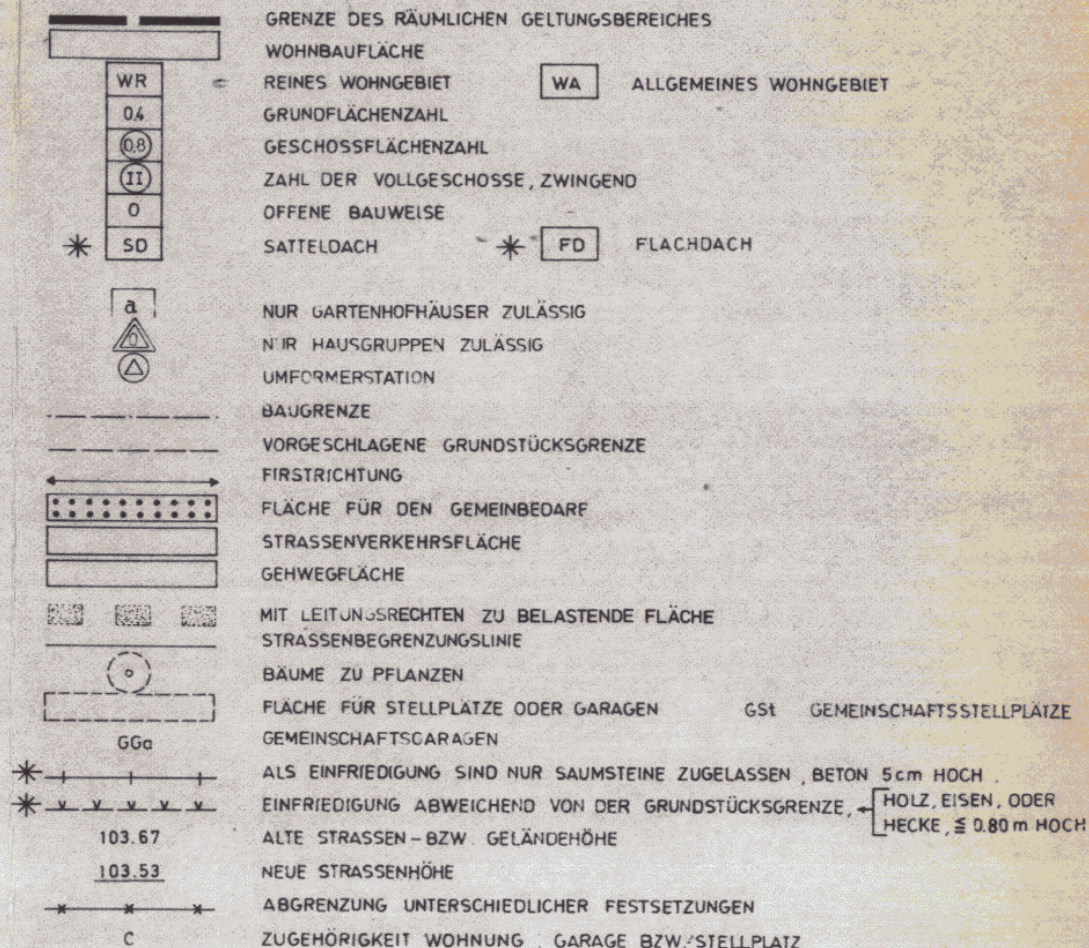 GRENZE DES RÄUMLICHEN GELTUNGSBEREICHES
WOHNBAUFLÄCHE
WR REINES WOHNGEBIET WA ALLGEMEINES WOHNGEBIET
0,4 GRUNDFLÄCHENZAHL
0,8 GESCHOSSFLÄCHENZAHL
II ZAHL DER VOLLGESCHOSSE, ZWINGEND
O OFFENE BAUWEISE
* SD SATTELDACH * FD FLACHDACH
a NUR GARTENHOFHÄUSER ZULÄSSIG
NUR HAUSGRUPPEN ZULÄSSIG
UMFORMERSTATION
BAUGRENZE
VORGESCHLAGENE GRUNDSTÜCKSGRENZE
FIRSTRICHTUNG
FLÄCHE FÜR DEN GEMEINBEDARF
STRASSENVERKEHRSFLÄCHE
GEHWEGFLÄCHE
MIT LEITUNGSRECHTEN ZU BELASTENDE FLÄCHE
STRASSENBEGRENZUNGSLINIE
BÄUME ZU PFLANZEN
FLÄCHE FÜR STELLPLÄTZE ODER GARAGEN GSt GEMEINSCHAFTSSTELLPLÄTZE
GGa GEMEINSCHAFTSGARAGEN
* ALS EINFRIEDIGUNG SIND NUR SAUMSTEINE ZUGELASSEN, BETON 5cm HOCH.
* v v v v v EINFRIEDIGUNG ABWEICHEND VON DER GRUNDSTÜCKSGRENZE, HOLZ, EISEN, ODER
HECKE, ≦ 0.80 m HOCH
103.67 ALTE STRASSEN- BZW. GELÄNDEHÖHE
103.53 NEUE STRASSENHÖHE
x x x ABGRENZUNG UNTERSCHIEDLICHER FESTSETZUNGEN
C ZUGEHÖRIGKEIT WOHNUNG, GARAGE BZW. STELLPLATZ